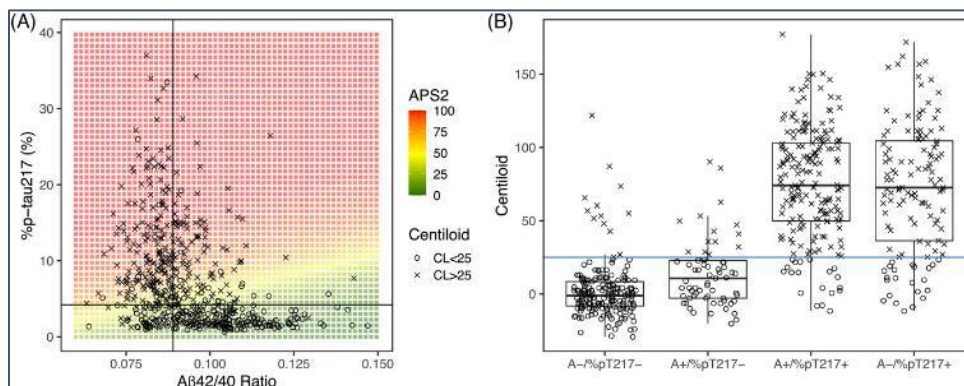 (A)
40
30
20
10
0
%p-tau217 (%)
0.075
0.100
0.125
0.150
Aβ42/40 Ratio
APS2
100
75
50
25
0
Centiloid
CL<25
CL>25
(B)
150
100
50
0
Centiloid
A-/%pT217-
A+/%pT217-
A+/%pT217+
A-/%pT217+